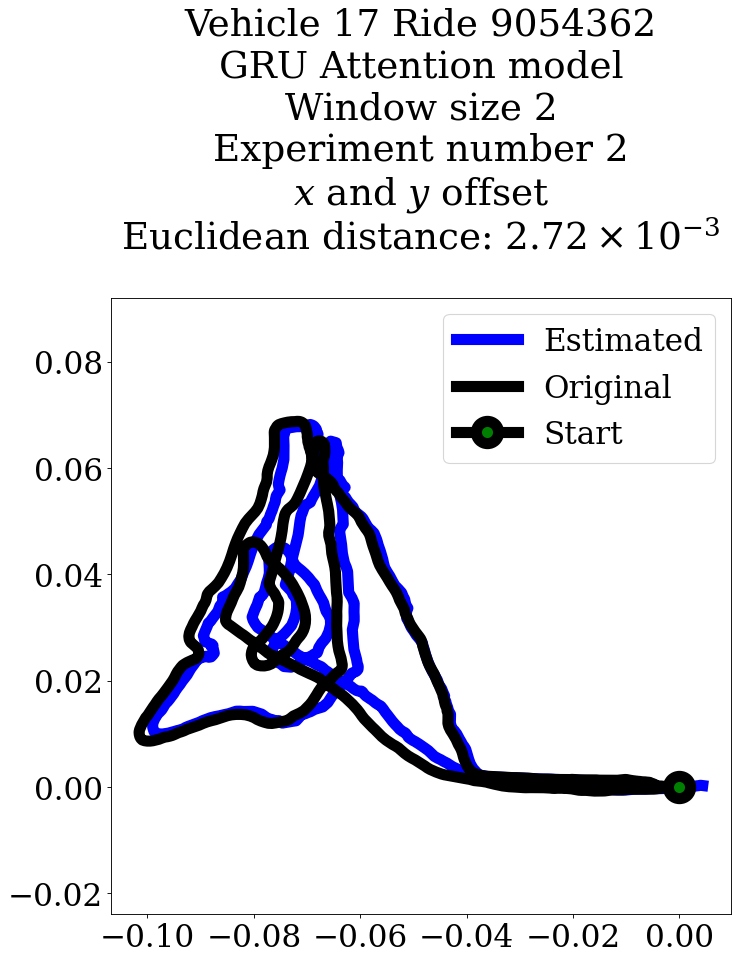 Vehicle 17 Ride 9054362
GRU Attention model
Window size 2
Experiment number 2
x and y offset
Euclidean distance: 2.72 × 10⁻³
Estimated
Original
Start
0.08
0.06
0.04
0.02
0.00
−0.02
−0.10 −0.08 −0.06 −0.04 −0.02 0.00